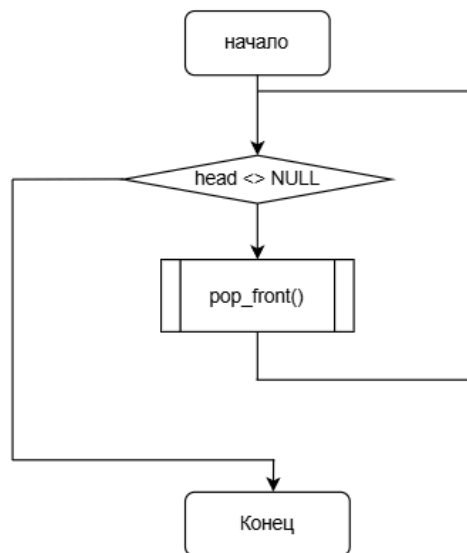 начало
head <> NULL
pop_front()
Конец